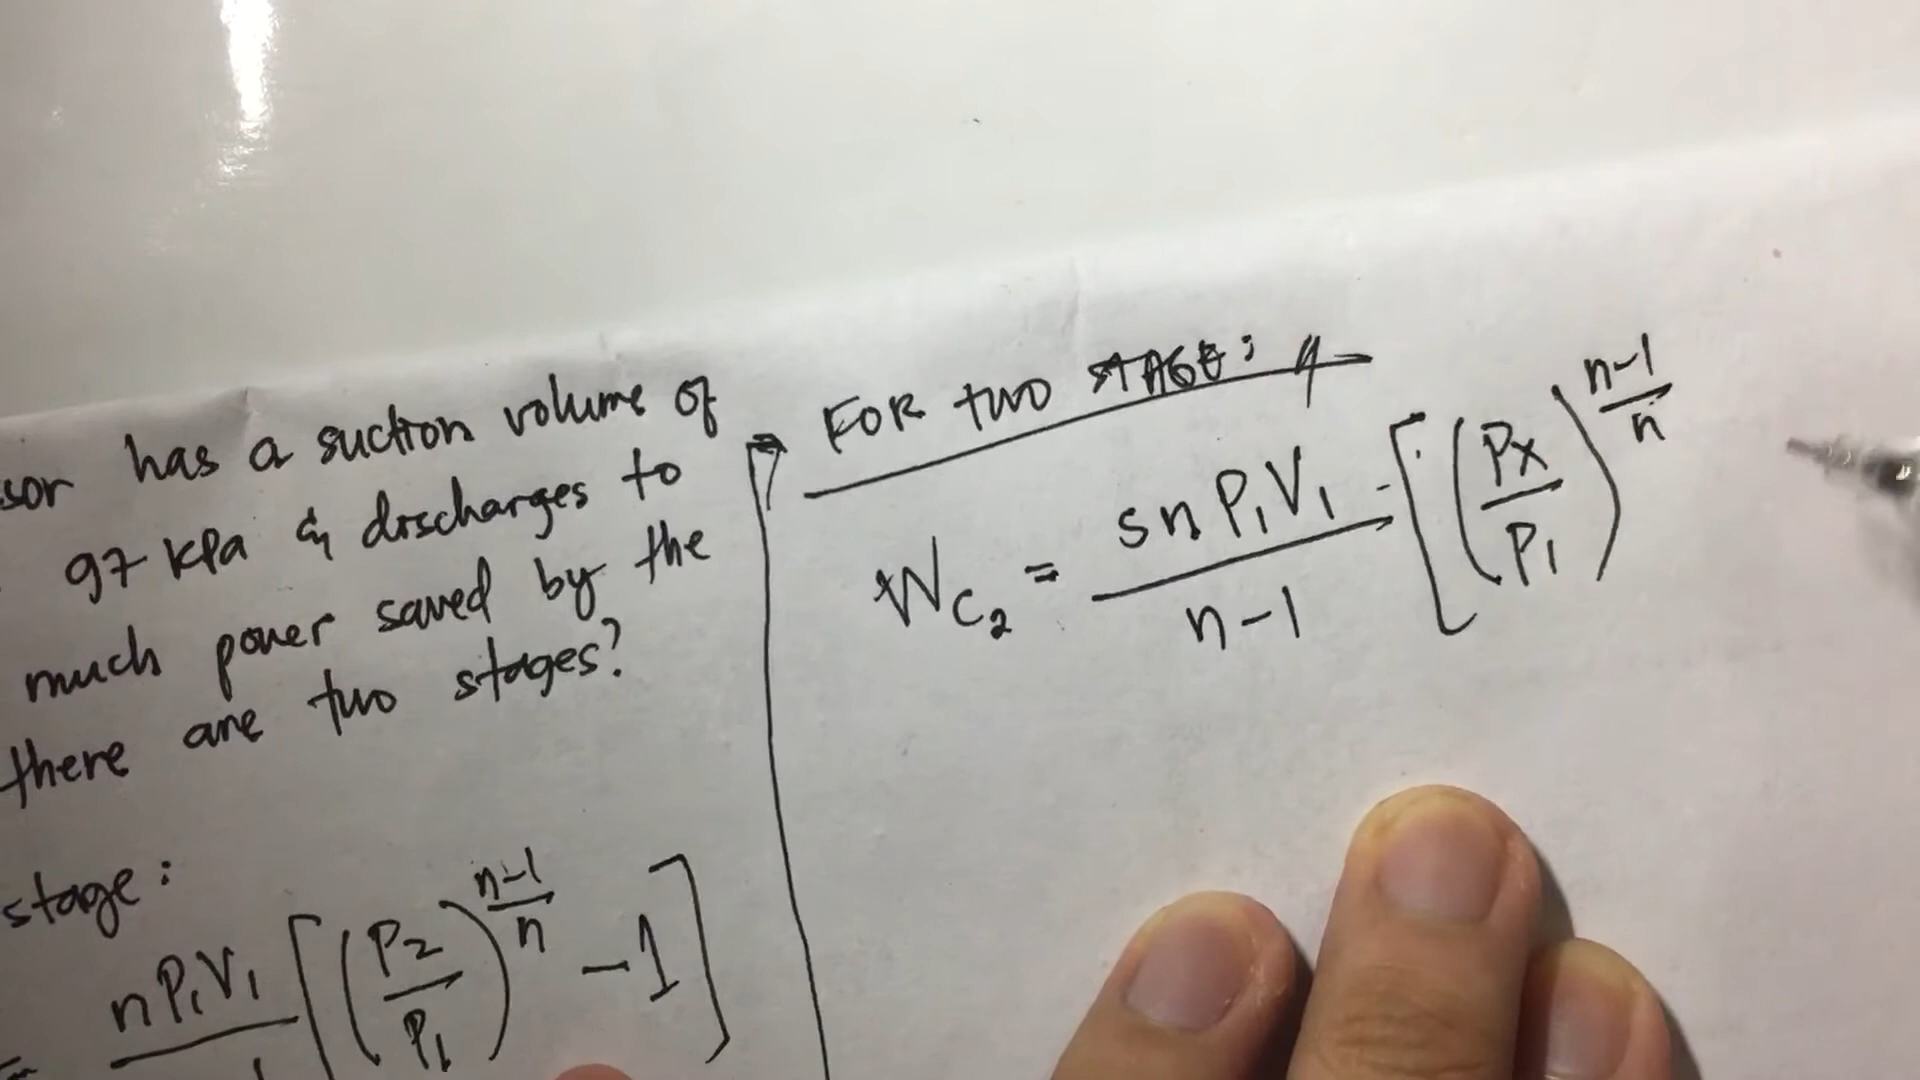 sor has a suction volume of
97 kPa & discharges to
much power saved by the
there are two stages?
stage:
nP₁V₁ [(P₂/P₁)^(n-1/n) - 1]
FOR two STAGE:
Wc₂ = snP₁V₁/n-1 [(Px/P₁)^(n-1/n)